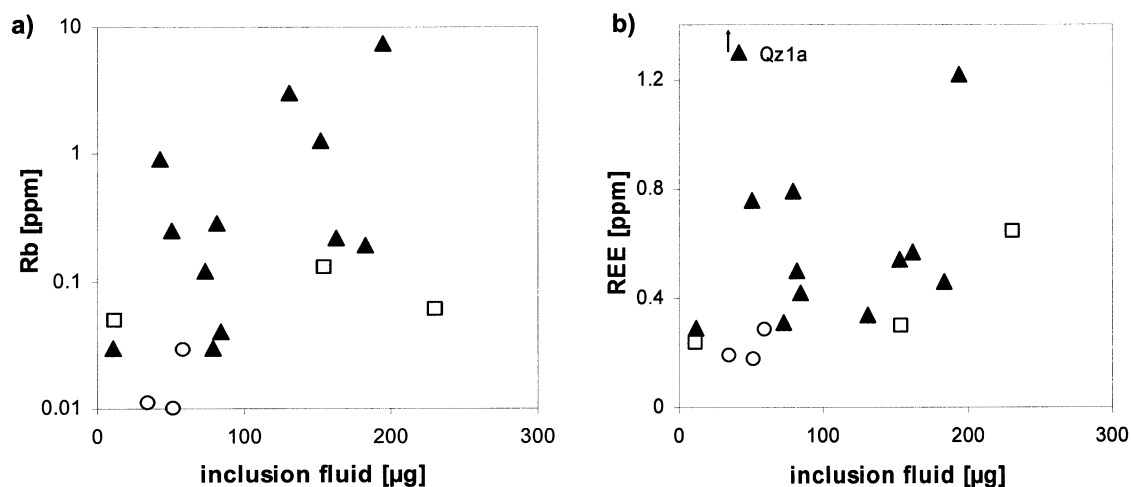 a)
10
1
0.1
0.01
Rb [ppm]
0
100
200
300
inclusion fluid [µg]
b)
Qz1a
1.2
0.8
0.4
0
REE [ppm]
0
100
200
300
inclusion fluid [µg]